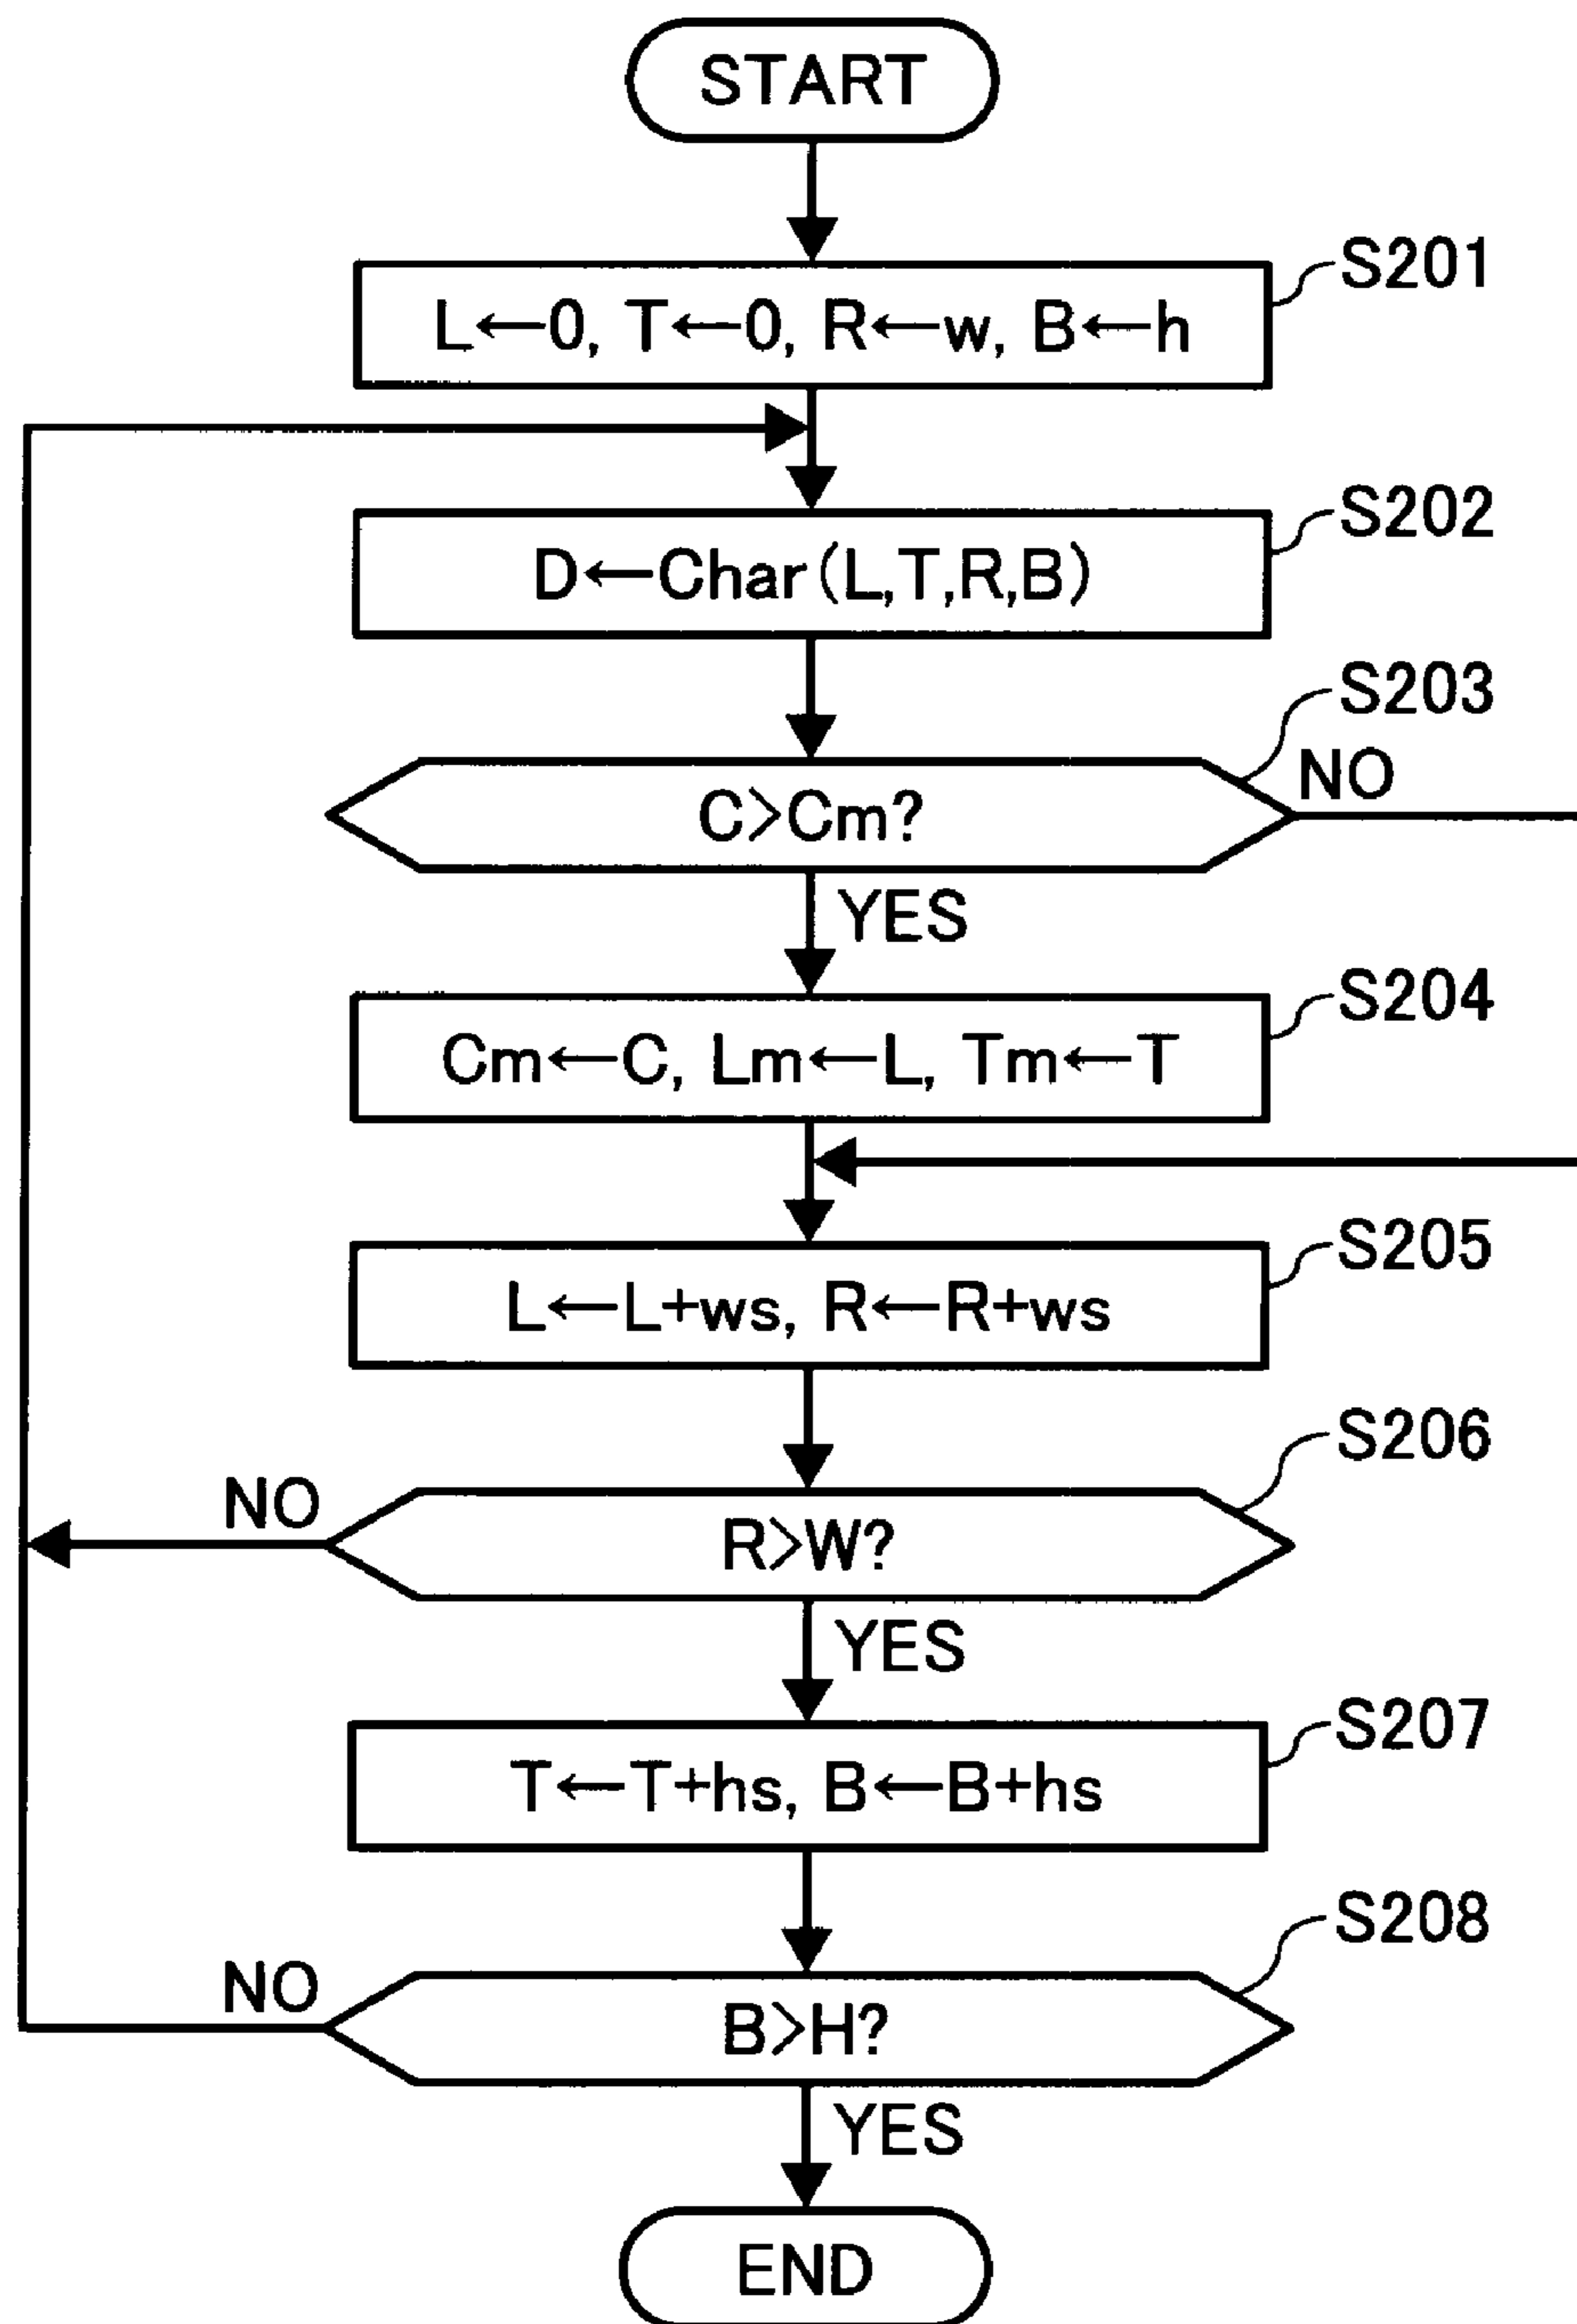 START
S201
L←0, T←0, R←w, B←h
S202
D←Char(L,T,R,B)
S203
C>Cm?
NO
YES
S204
Cm←C, Lm←L, Tm←T
S205
L←L+ws, R←R+ws
S206
NO
R>W?
YES
S207
T←T+hs, B←B+hs
S208
NO
B>H?
YES
END